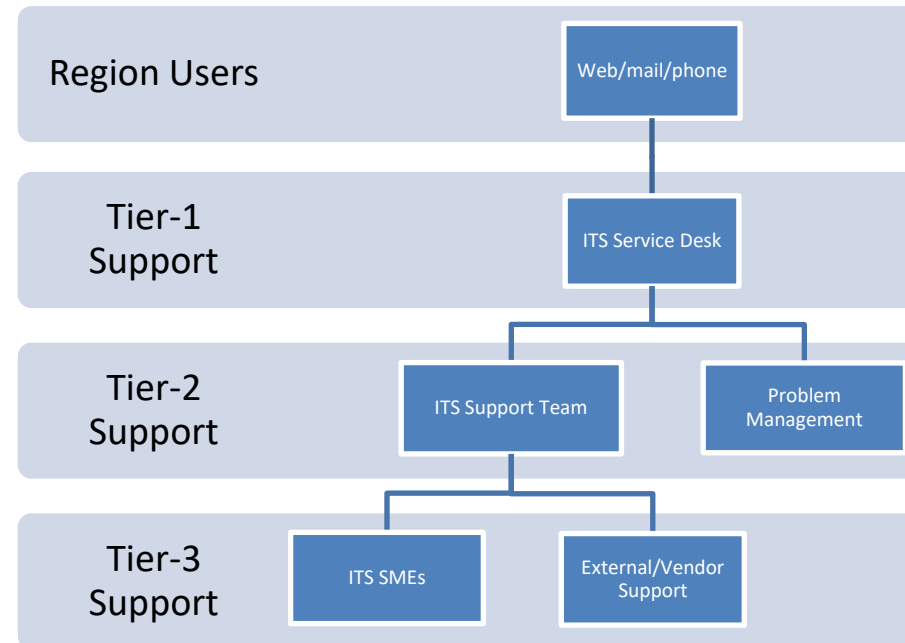 Region Users
Web/mail/phone
Tier-1
Support
ITS Service Desk
Tier-2
Support
ITS Support Team
Problem
Management
Tier-3
Support
ITS SMEs
External/Vendor
Support